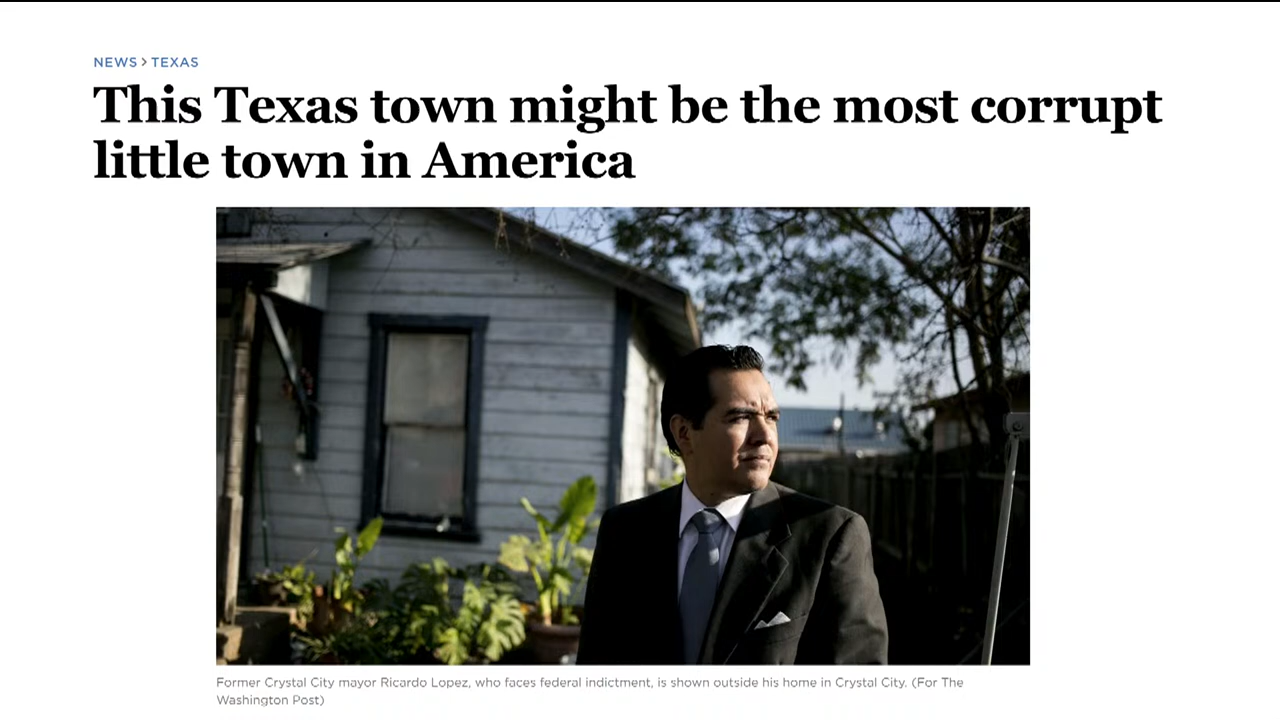 NEWS > TEXAS
This Texas town might be the most corrupt
little town in America
Former Crystal City mayor Ricardo Lopez, who faces federal indictment, is shown outside his home in Crystal City. (For The
Washington Post)